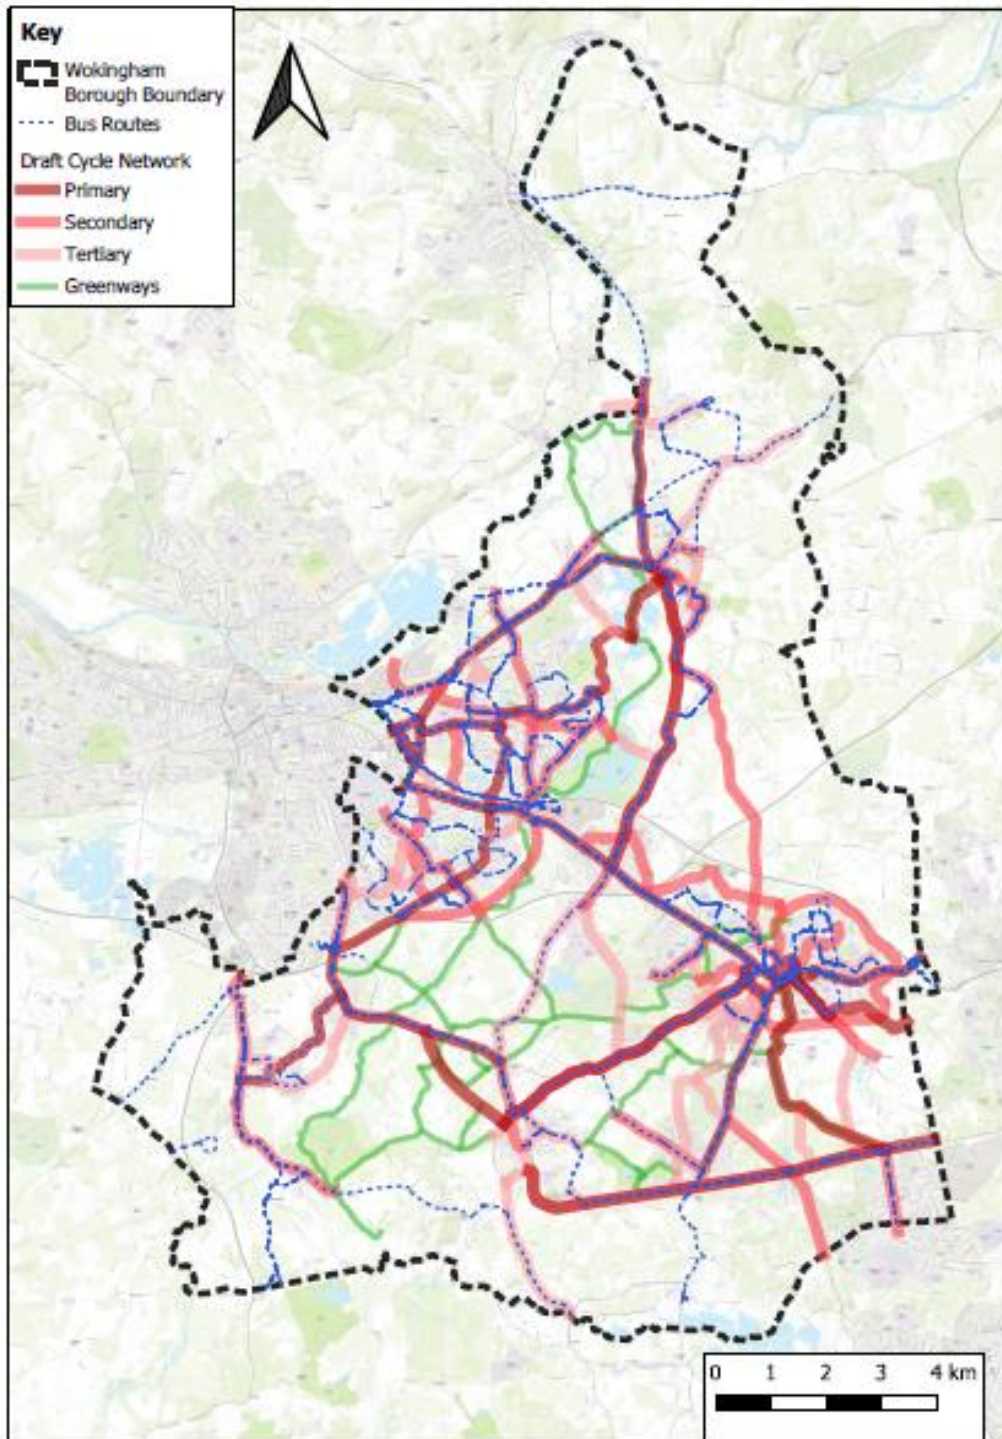 Key
Wokingham
Borough Boundary
Bus Routes
Draft Cycle Network
Primary
Secondary
Tertiary
Greenways
0 1 2 3 4 km